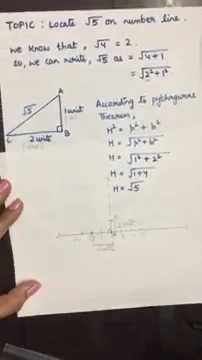 TOPIC: Locate √5 on number line.
We know that, √4 = 2.
So, we can write, √5 as = √4+1
= √2²+1²
A
√5
1 unit
C
2 unit
B
According to pythagoras
Theorem,
H² = p² + b²
H = √p²+b²
H = √1²+2²
H = √1+4
H = √5